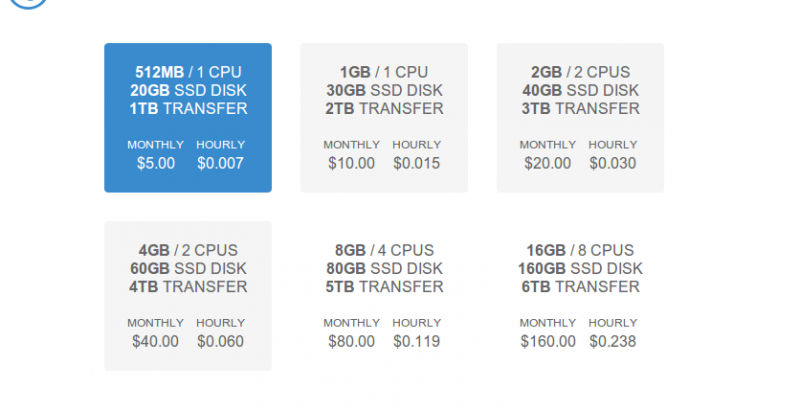 512MB / 1 CPU
20GB SSD DISK
1TB TRANSFER
MONTHLY HOURLY
$5.00 $0.007
1GB / 1 CPU
30GB SSD DISK
2TB TRANSFER
MONTHLY HOURLY
$10.00 $0.015
2GB / 2 CPUS
40GB SSD DISK
3TB TRANSFER
MONTHLY HOURLY
$20.00 $0.030
4GB / 2 CPUS
60GB SSD DISK
4TB TRANSFER
MONTHLY HOURLY
$40.00 $0.060
8GB / 4 CPUS
80GB SSD DISK
5TB TRANSFER
MONTHLY HOURLY
$80.00 $0.119
16GB / 8 CPUS
160GB SSD DISK
6TB TRANSFER
MONTHLY HOURLY
$160.00 $0.238